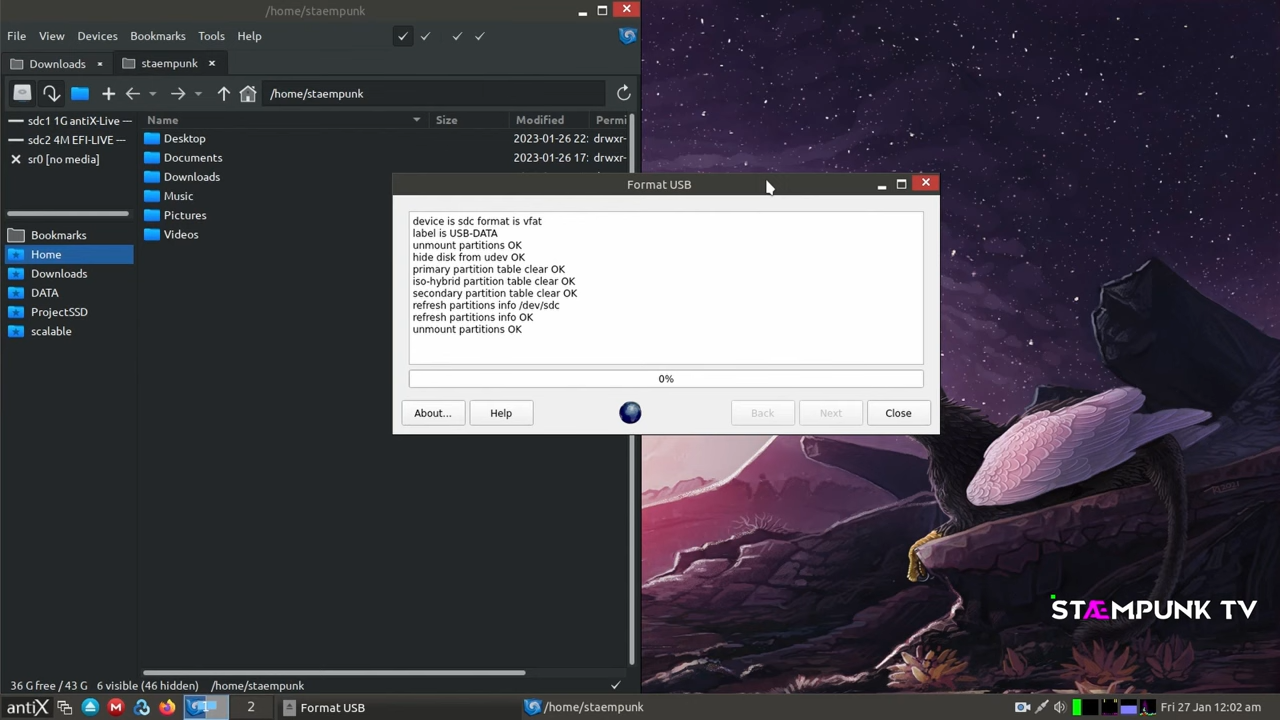 /home/staempunk
File View Devices Bookmarks Tools Help
Downloads staempunk
/home/staempunk
sdc1 1G antiX-Live —
sdc2 4M EFI-LIVE —
sr0 [no media]
Bookmarks
Home
Downloads
DATA
ProjectSSD
scalable
Name Size Modified Permi
Desktop 2023-01-26 22: drwxr-
Documents 2023-01-26 17: drwxr-
Downloads
Music
Pictures
Videos
Format USB
device is sdc format is vfat
label is USB-DATA
unmount partitions OK
hide disk from udev OK
primary partition table clear OK
iso-hybrid partition table clear OK
secondary partition table clear OK
refresh partitions info /dev/sdc
refresh partitions info OK
unmount partitions OK
0%
About... Help Back Next Close
STÆMPUNK TV
36 G free / 43 G 6 visible (46 hidden) /home/staempunk
antiX 1 2 Format USB /home/staempunk Fri 27 Jan 12:02 am